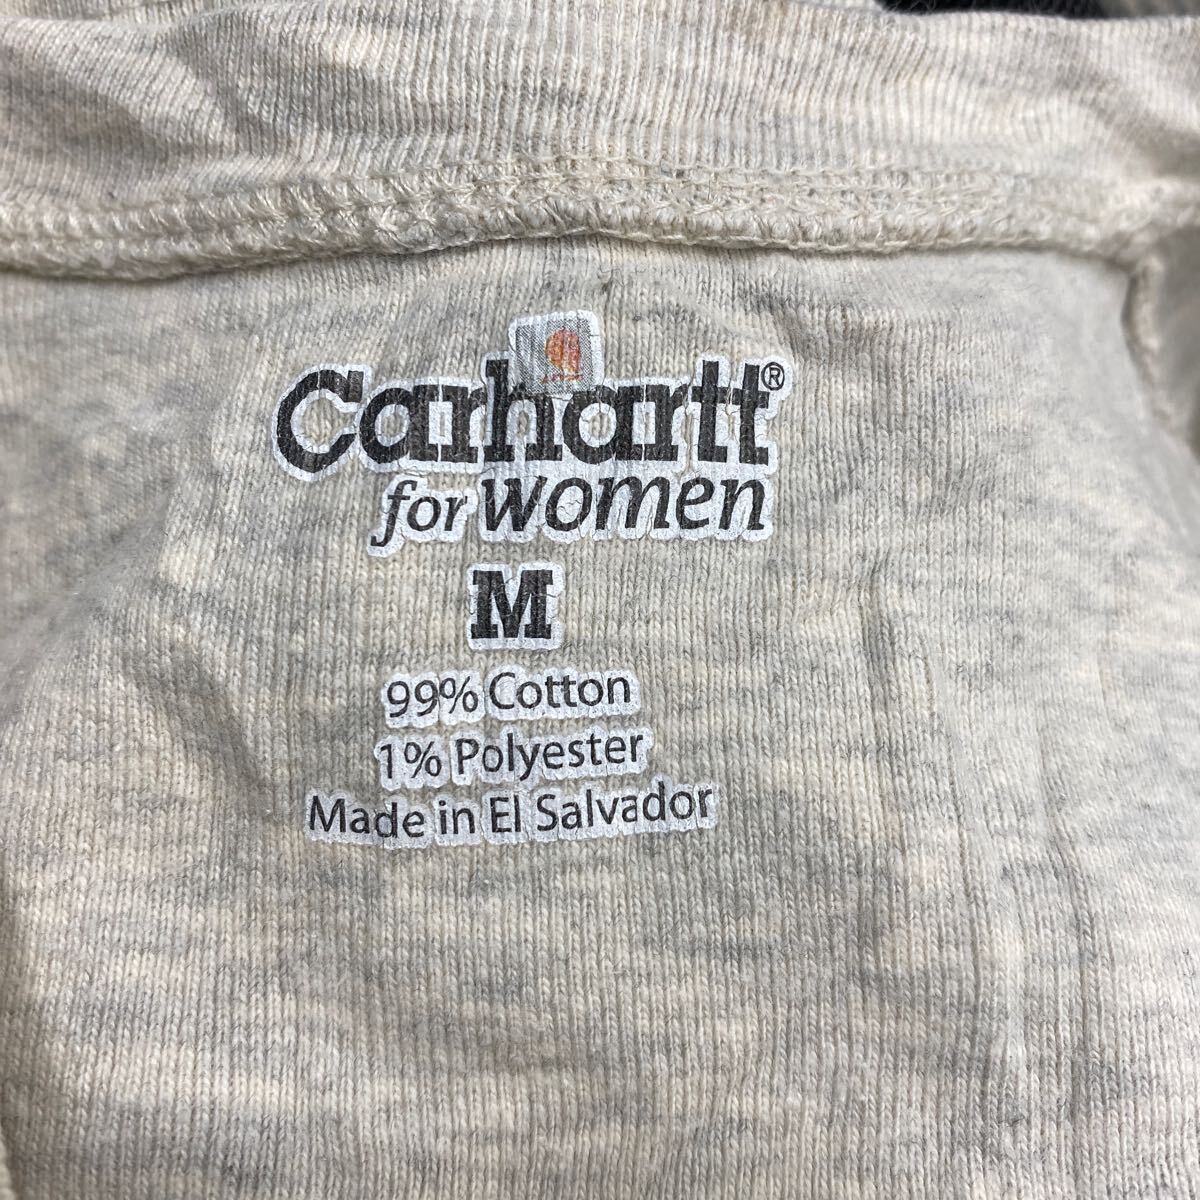 Carhartt®
for women
M
99% Cotton
1% Polyester
Made in El Salvador